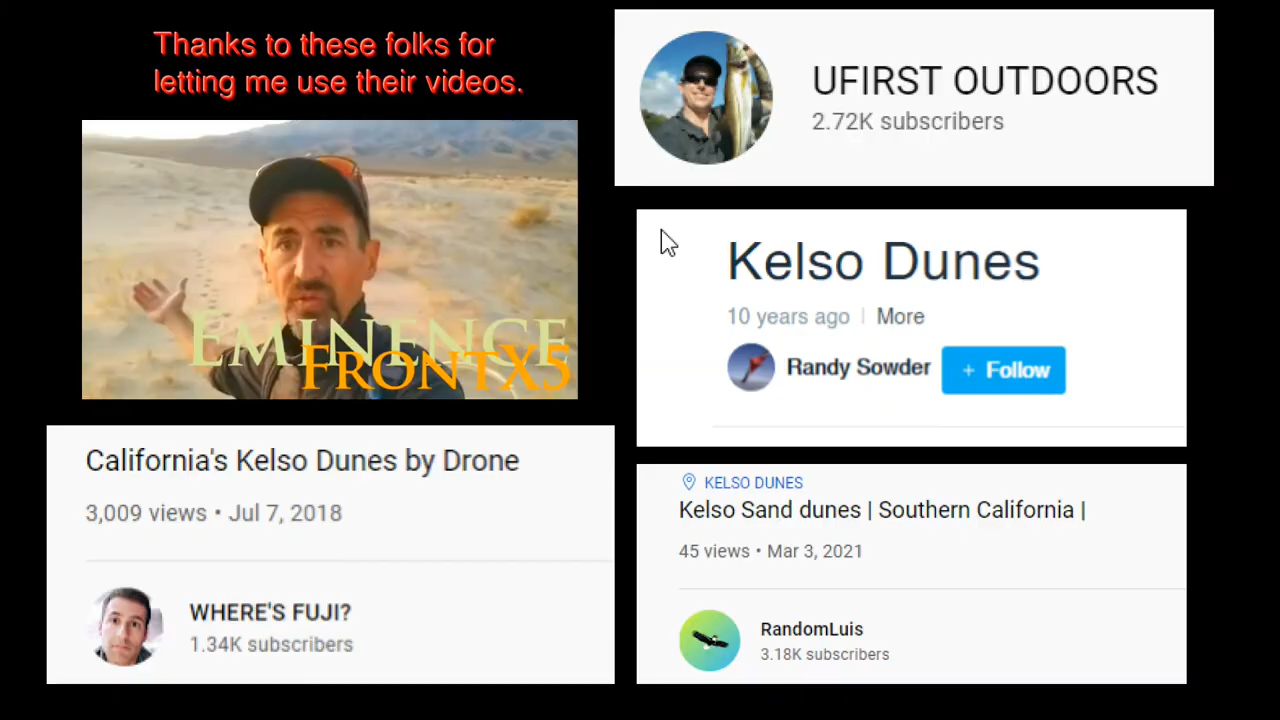 Thanks to these folks for
letting me use their videos.
EMINENCE
FRONTX5
UFIRST OUTDOORS
2.72K subscribers
Kelso Dunes
10 years ago | More
Randy Sowder + Follow
California's Kelso Dunes by Drone
3,009 views • Jul 7, 2018
WHERE'S FUJI?
1.34K subscribers
KELSO DUNES
Kelso Sand dunes | Southern California |
45 views • Mar 3, 2021
RandomLuis
3.18K subscribers